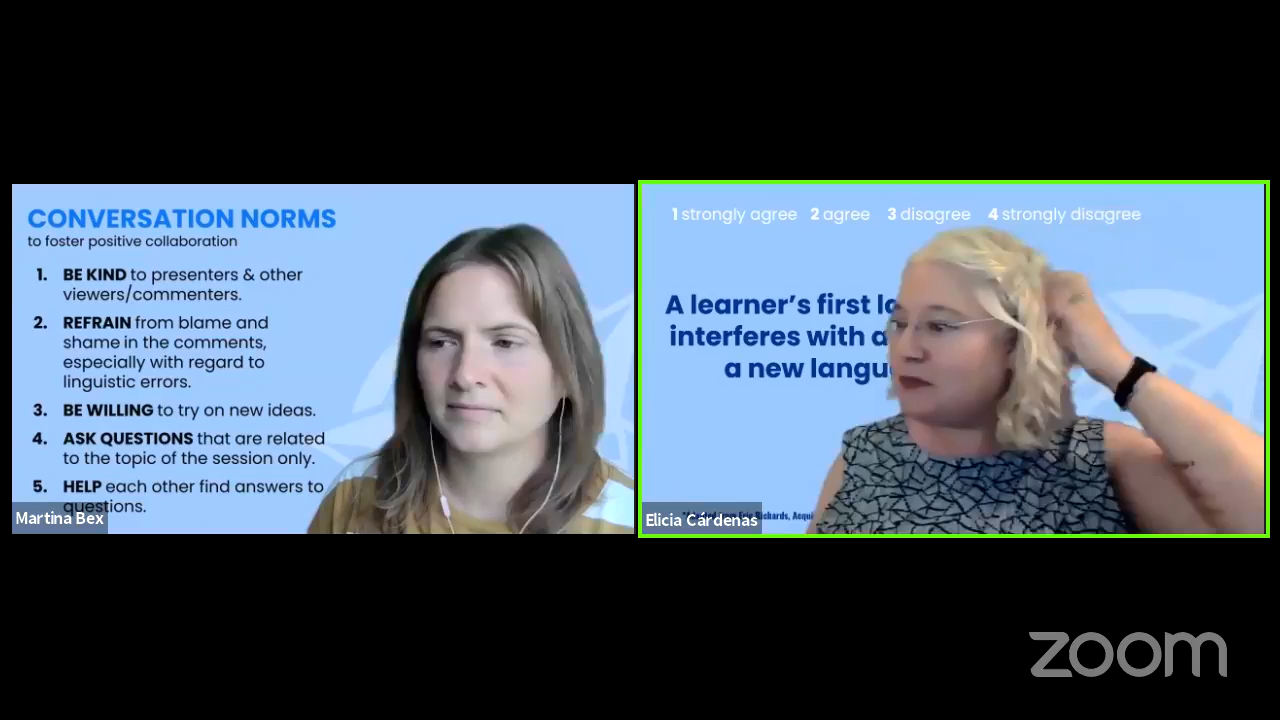 CONVERSATION NORMS
to foster positive collaboration
1. BE KIND to presenters & other
viewers/commenters.
2. REFRAIN from blame and
shame in the comments,
especially with regard to
linguistic errors.
3. BE WILLING to try on new ideas.
4. ASK QUESTIONS that are related
to the topic of the session only.
5. HELP each other find answers to
questions.
Martina Bex
1 strongly agree 2 agree 3 disagree 4 strongly disagree
A learner's first
interferes with
a new
Richards,
Elicia Cárdenas
zoom